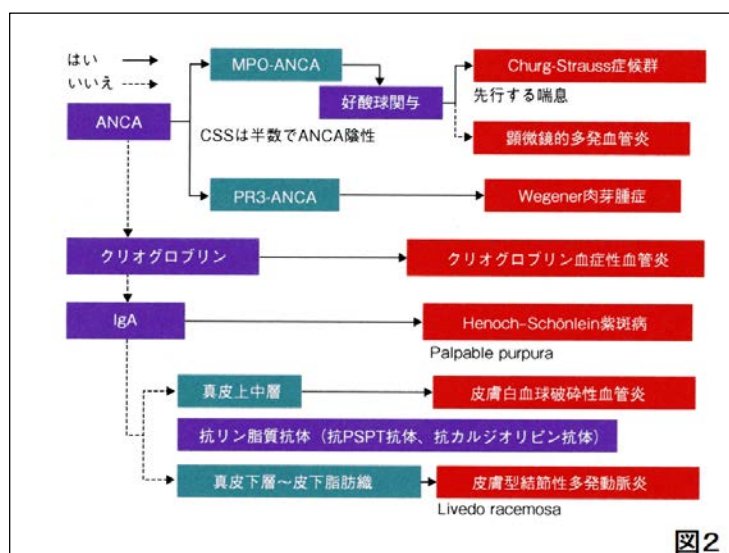 はい
いいえ
ANCA
MPO-ANCA
好酸球関与
Churg-Strauss症候群
先行する喘息
CSSは半数でANCA陰性
顕微鏡的多発血管炎
PR3-ANCA
Wegener肉芽腫症
クリオグロブリン
クリオグロブリン血症性血管炎
IgA
Henoch-Schönlein紫斑病
Palpable purpura
真皮上中層
皮膚白血球破砕性血管炎
抗リン脂質抗体（抗PSPT抗体、抗カルジオリピン抗体）
真皮下層～皮下脂肪織
皮膚型結節性多発動脈炎
Livedo racemosa
図2